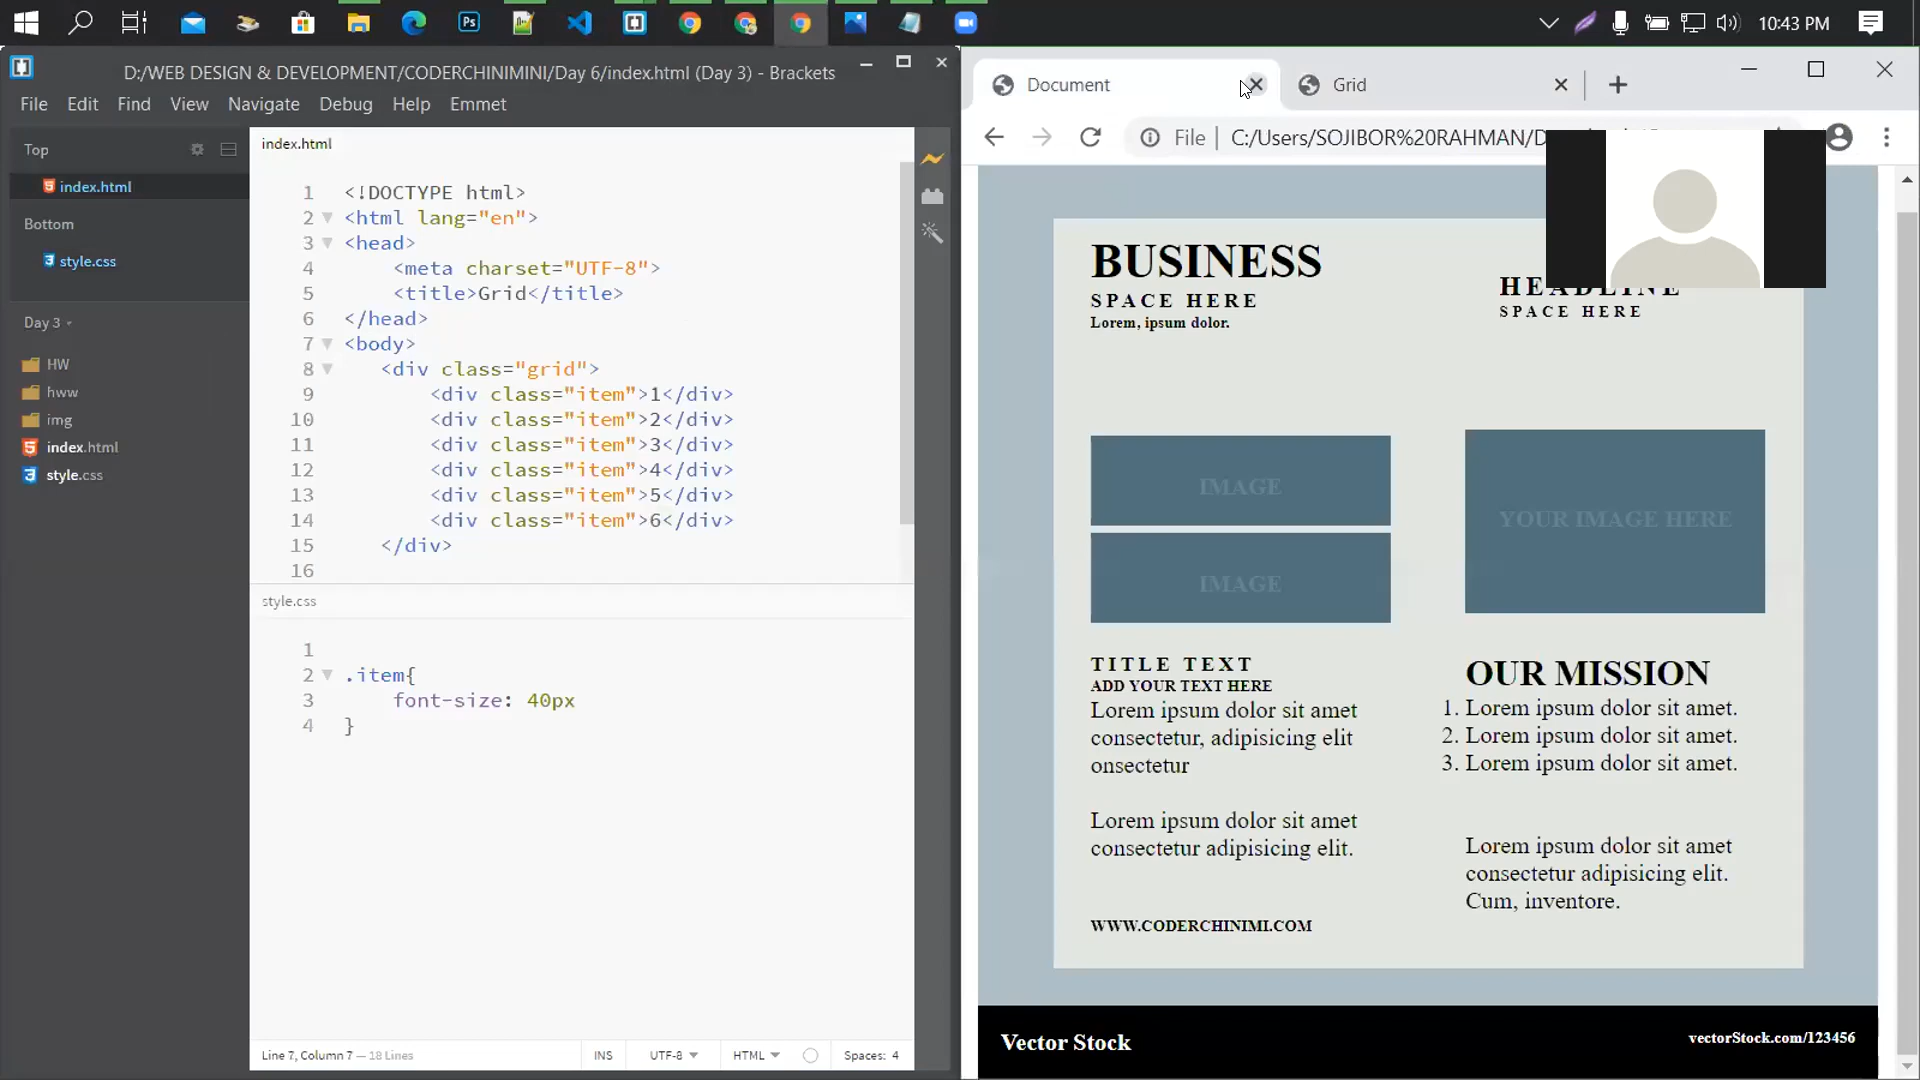 10:43 PM
D:/WEB DESIGN & DEVELOPMENT/CODERCHINIMINI/Day 6/index.html (Day 3) - Brackets
File Edit Find View Navigate Debug Help Emmet
Top
index.html
Bottom
style.css
Day 3
HW
hww
img
index.html
style.css
index.html
1 <!DOCTYPE html>
2 <html lang="en">
3 <head>
4 <meta charset="UTF-8">
5 <title>Grid</title>
6 </head>
7 <body>
8 <div class="grid">
9 <div class="item">1</div>
10 <div class="item">2</div>
11 <div class="item">3</div>
12 <div class="item">4</div>
13 <div class="item">5</div>
14 <div class="item">6</div>
15 </div>
16
style.css
1
2 .item{
3 font-size: 40px
4 }
Line 7, Column 7 — 18 Lines
INS UTF-8 HTML Spaces: 4
Document
Grid
File C:/Users/SOJIBOR%20RAHMAN/D
BUSINESS
SPACE HERE
Lorem, ipsum dolor.
HEADLINE
SPACE HERE
IMAGE
IMAGE
YOUR IMAGE HERE
TITLE TEXT
ADD YOUR TEXT HERE
Lorem ipsum dolor sit amet
consectetur, adipisicing elit
onsectetur
Lorem ipsum dolor sit amet
consectetur adipisicing elit.
WWW.CODERCHINIMI.COM
OUR MISSION
1. Lorem ipsum dolor sit amet.
2. Lorem ipsum dolor sit amet.
3. Lorem ipsum dolor sit amet.
Lorem ipsum dolor sit amet
consectetur adipisicing elit.
Cum, inventore.
Vector Stock
vectorStock.com/123456